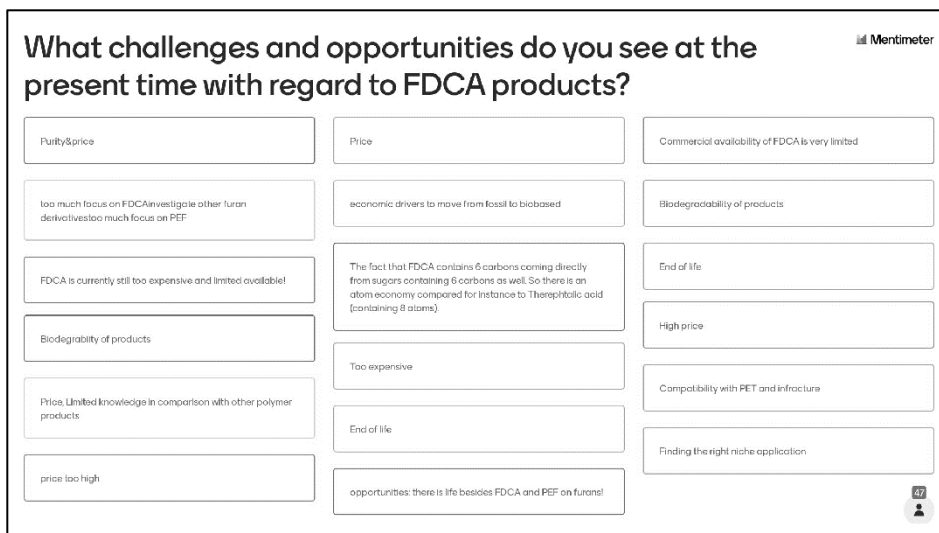 What challenges and opportunities do you see at the
present time with regard to FDCA products?
Mentimeter
Purity&price
too much focus on FDCAinvestigate other furan
derivativestoo much focus on PEF
FDCA is currently still too expensive and limited available!
Biodegrability of products
Price, Limited knowledge in comparison with other polymer
products
price too high
Price
economic drivers to move from fossil to biobased
The fact that FDCA contains 6 carbons coming directly
from sugars containing 6 carbons as well. So there is an
atom economy compared for instance to Therephtalic acid
(containing 8 atoms).
Too expensive
End of life
opportunities: there is life besides FDCA and PEF on furans!
Commercial availability of FDCA is very limited
Biodegradability of products
End of life
High price
Compatibility with PET and infracture
Finding the right niche application
47